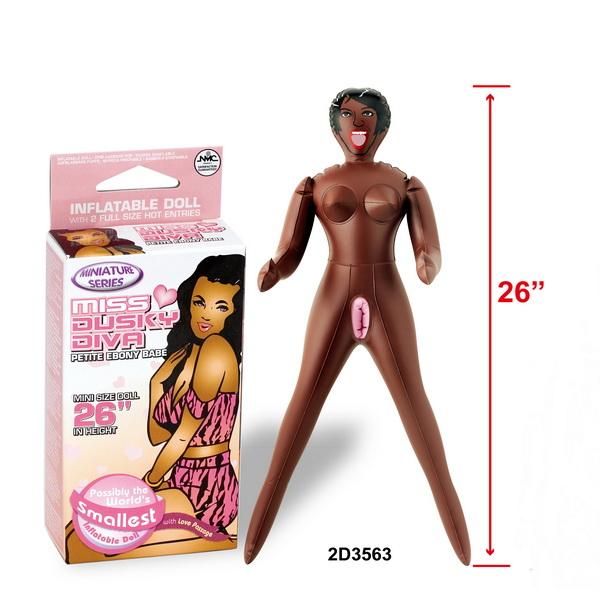 NMC
INFLATABLE DOLL
WITH 2 FULL SIZE HOT ENTRIES
MINIATURE
SERIES
MISS
DUSKY
DIVA
PETITE EBONY BABE
MINI SIZE DOLL
26"
IN HEIGHT
Possibly the
World's
Smallest
Inflatable Doll
with Love Passage
26”
2D3563